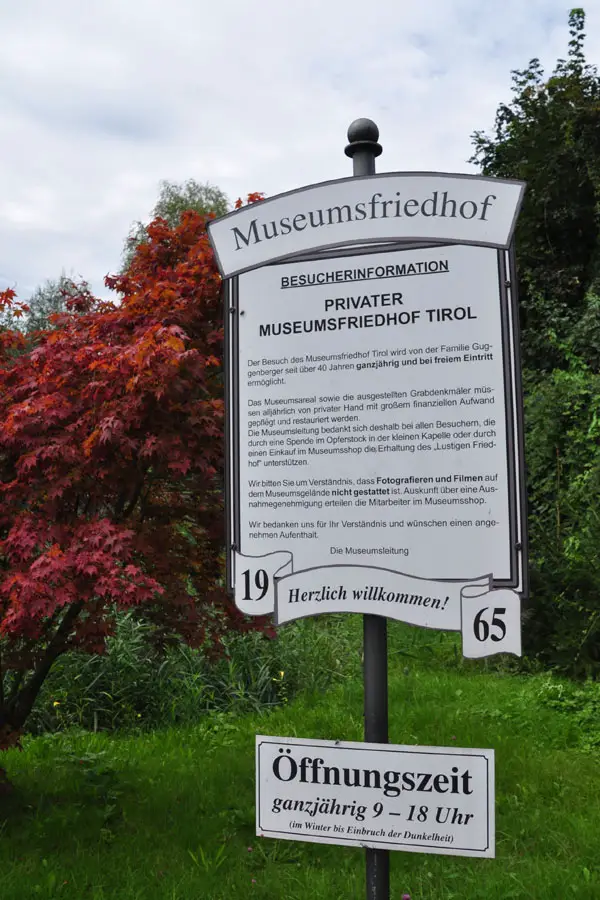 Museumsfriedhof
BESUCHERINFORMATION
PRIVATER
MUSEUMSFRIEDHOF TIROL
Der Besuch des Museumsfriedhof Tirol wird von der Familie Gug-
genberger seit über 40 Jahren ganzjährig und bei freiem Eintritt
ermöglicht.
Das Museumsareal sowie die ausgestellten Grabdenkmäler müs-
sen alljährlich von privater Hand mit großem finanziellen Aufwand
gepflegt und restauriert werden.
Die Museumsleitung bedankt sich deshalb bei allen Besuchern, die
durch eine Spende im Opferstock in der kleinen Kapelle oder durch
einen Einkauf im Museumsshop die Erhaltung des „Lustigen Fried-
hof" unterstützen.
Wir bitten Sie um Verständnis, dass Fotografieren und Filmen auf
dem Museumsgelände nicht gestattet ist. Auskunft über eine Aus-
nahmegenehmigung erteilen die Mitarbeiter im Museumsshop.
Wir bedanken uns für Ihr Verständnis und wünschen einen ange-
nehmen Aufenthalt.
Die Museumsleitung
19
Herzlich willkommen!
65
Öffnungszeit
ganzjährig 9 – 18 Uhr
(im Winter bis Einbruch der Dunkelheit)